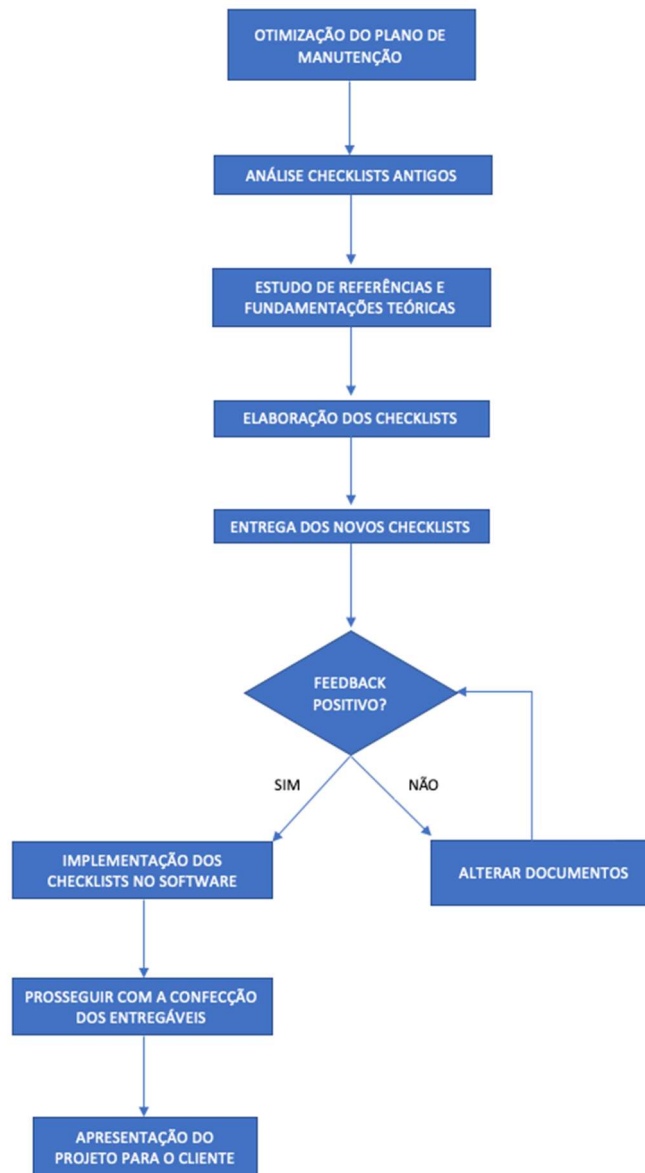 OTIMIZAÇÃO DO PLANO DE
MANUTENÇÃO
ANÁLISE CHECKLISTS ANTIGOS
ESTUDO DE REFERÊNCIAS E
FUNDAMENTAÇÕES TEÓRICAS
ELABORAÇÃO DOS CHECKLISTS
ENTREGA DOS NOVOS CHECKLISTS
FEEDBACK
POSITIVO?
SIM
NÃO
IMPLEMENTAÇÃO DOS
CHECKLISTS NO SOFTWARE
ALTERAR DOCUMENTOS
PROSSEGUIR COM A CONFECÇÃO
DOS ENTREGÁVEIS
APRESENTAÇÃO DO
PROJETO PARA O CLIENTE